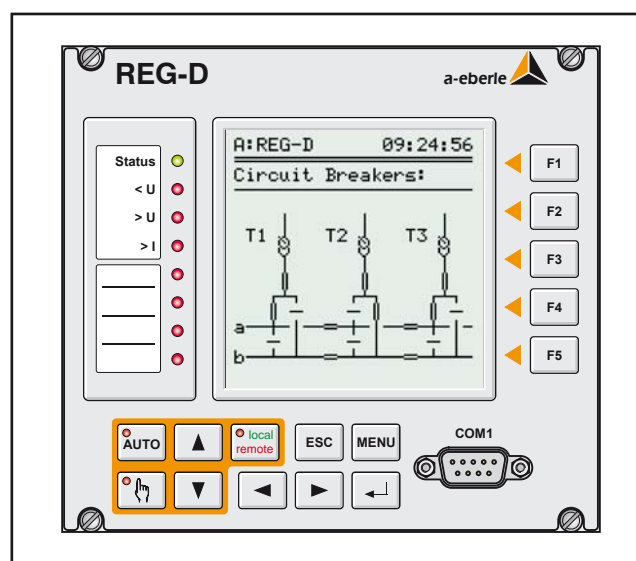 REG-D
a-eberle
Status
< U
> U
> I
A:REG-D 09:24:56
Circuit Breakers:
T1 T2 T3
a
b
F1
F2
F3
F4
F5
AUTO
local
remote
ESC
MENU
COM1